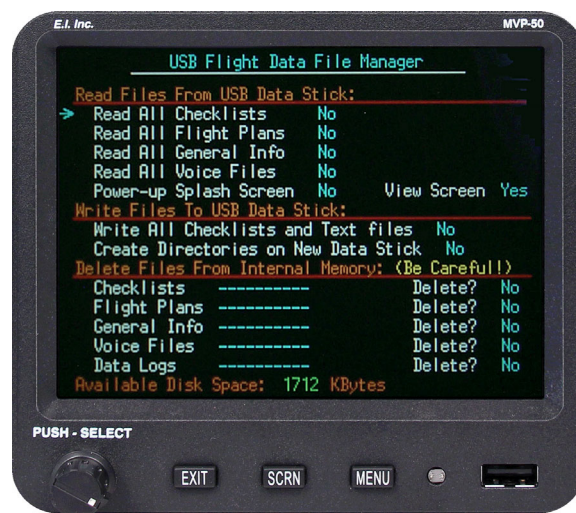 E.I. Inc. MVP-50
USB Flight Data File Manager
Read Files From USB Data Stick:
Read All Checklists No
Read All Flight Plans No
Read All General Info No
Read All Voice Files No
Power-up Splash Screen No View Screen Yes
Write Files To USB Data Stick:
Write All Checklists and Text files No
Create Directories on New Data Stick No
Delete Files From Internal Memory: (Be Careful!)
Checklists ---------- Delete? No
Flight Plans ---------- Delete? No
General Info ---------- Delete? No
Voice Files ---------- Delete? No
Data Logs ---------- Delete? No
Available Disk Space: 1712 KBytes
PUSH - SELECT
EXIT SCRN MENU